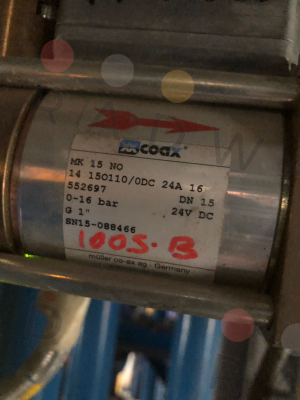 coax®
MK 15 NO
14 150110/0DC 24A 16
552697 DN 15
0-16 bar 24V DC
G 1"
SN15-088466
100S-B
müller co-ax ag - Germany